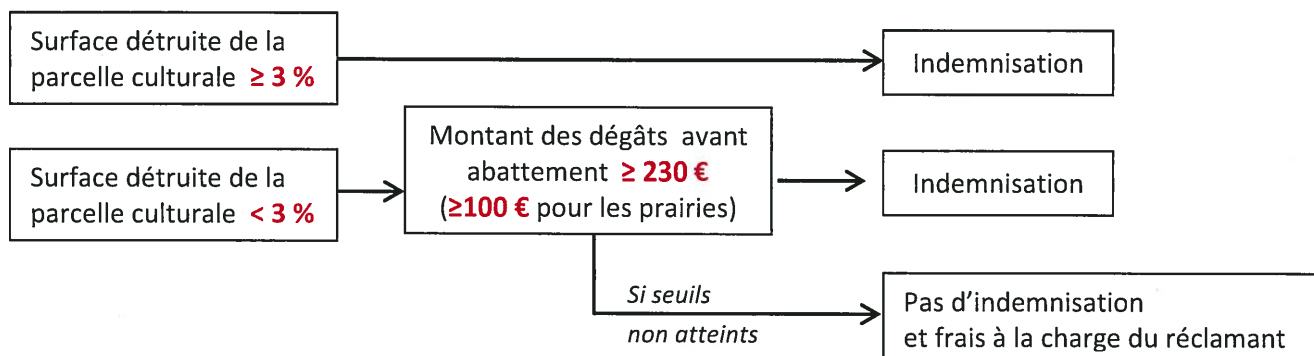 Surface détruite de la
parcelle culturale ≥ 3 %
Indemnisation
Surface détruite de la
parcelle culturale < 3 %
Montant des dégâts avant
abattement ≥ 230 €
(≥100 € pour les prairies)
Indemnisation
Si seuils
non atteints
Pas d’indemnisation
et frais à la charge du réclamant